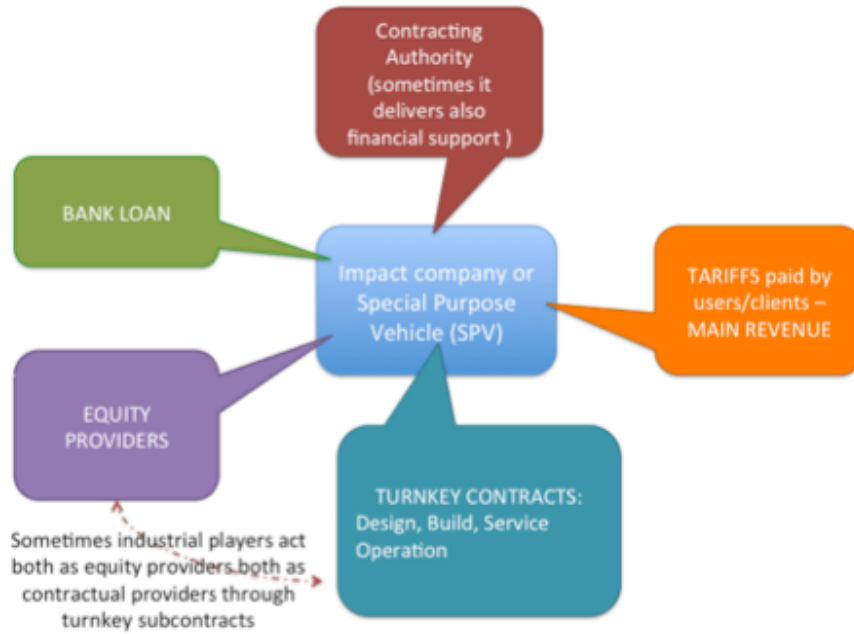 Contracting
Authority
(sometimes it
delivers also
financial support )
BANK LOAN
Impact company or
Special Purpose
Vehicle (SPV)
TARIFFS paid by
users/clients –
MAIN REVENUE
EQUITY
PROVIDERS
TURNKEY CONTRACTS:
Design, Build, Service
Operation
Sometimes industrial players act
both as equity providers both as
contractual providers through
turnkey subcontracts